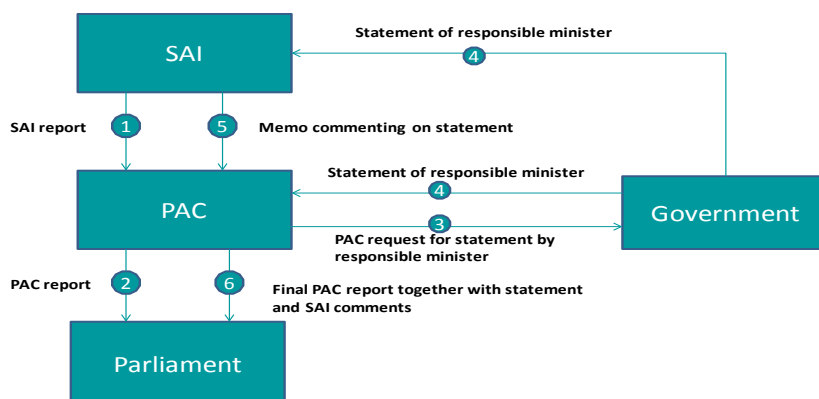 Statement of responsible minister
4
SAI
SAI report
1
5
Memo commenting on statement
Statement of responsible minister
4
PAC
Government
3
PAC request for statement by
responsible minister
PAC report
2
6
Final PAC report together with statement
and SAI comments
Parliament